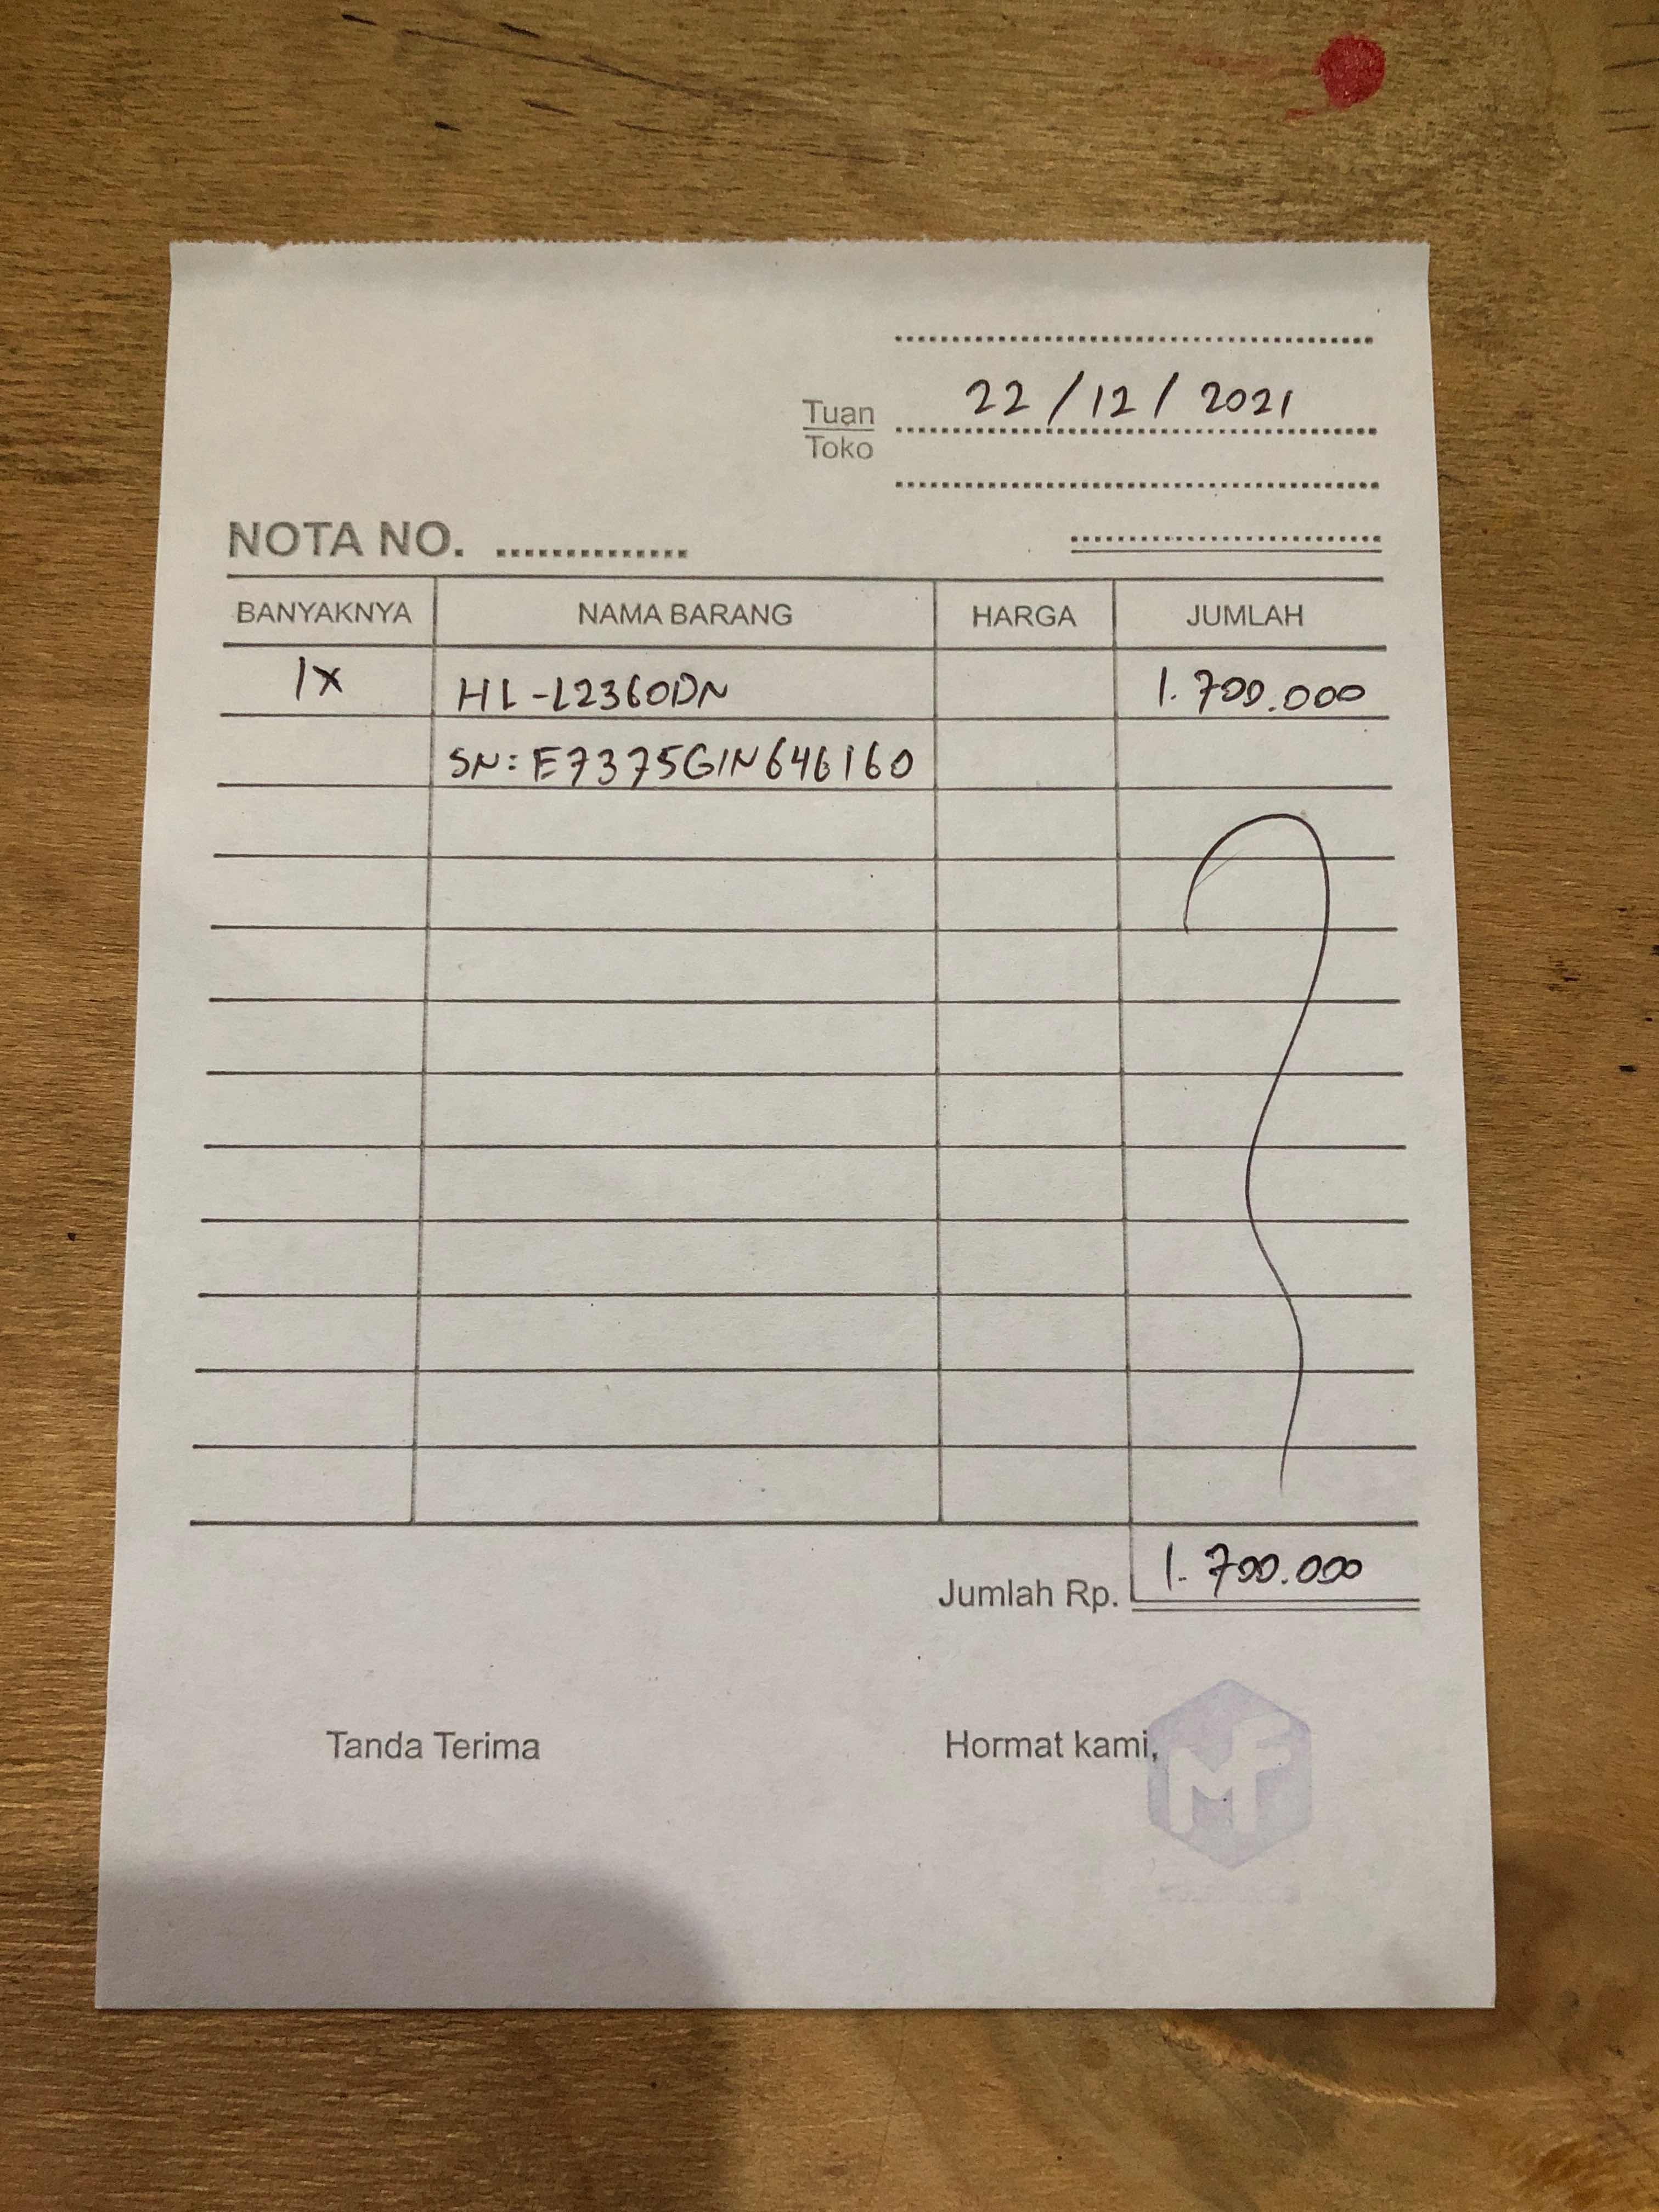 22/12/2021
Tuan
Toko
NOTA NO. ..............
BANYAKNYA NAMA BARANG HARGA JUMLAH
1x HL-L2360DN 1.700.000
SN: E73756IN646160
Jumlah Rp. 1.700.000
Tanda Terima Hormat kami,
MF